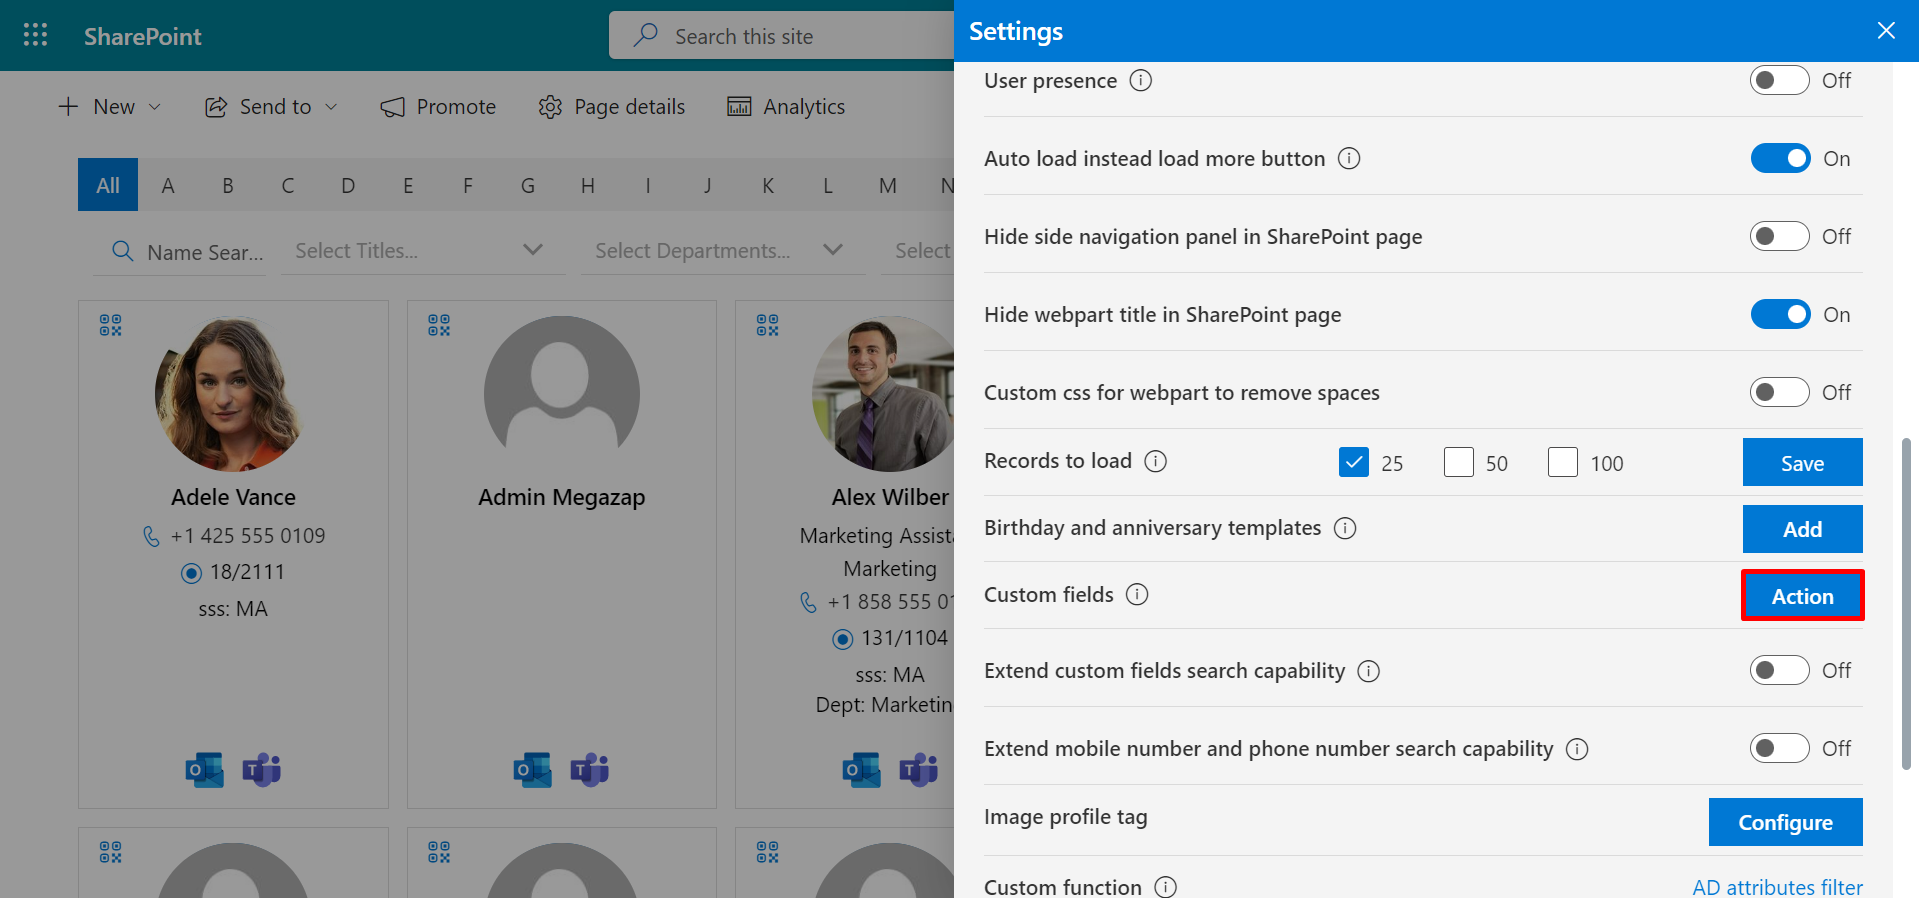 SharePoint
Search this site
New
Send to
Promote
Page details
Analytics
All A B C D E F G H I J K L M N
Name Sear...
Select Titles...
Select Departments...
Select
Adele Vance
+1 425 555 0109
18/2111
sss: MA
Admin Megazap
Alex Wilber
Marketing Assist
Marketing
+1 858 555 01
131/1104
sss: MA
Dept: Marketin
Settings
User presence Off
Auto load instead load more button On
Hide side navigation panel in SharePoint page Off
Hide webpart title in SharePoint page On
Custom css for webpart to remove spaces Off
Records to load 25 50 100 Save
Birthday and anniversary templates Add
Custom fields Action
Extend custom fields search capability Off
Extend mobile number and phone number search capability Off
Image profile tag Configure
Custom function AD attributes filter